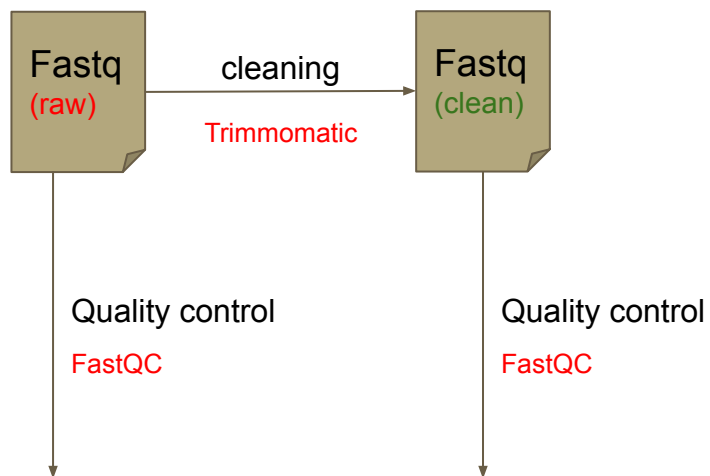 Fastq
(raw)
cleaning
Trimmomatic
Fastq
(clean)
Quality control
FastQC
Quality control
FastQC